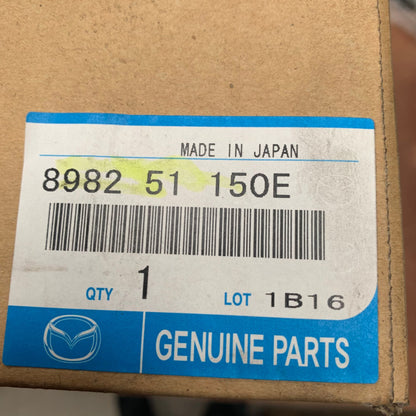 MADE IN JAPAN
8982 51 150E
QTY 1 LOT 1B16
GENUINE PARTS